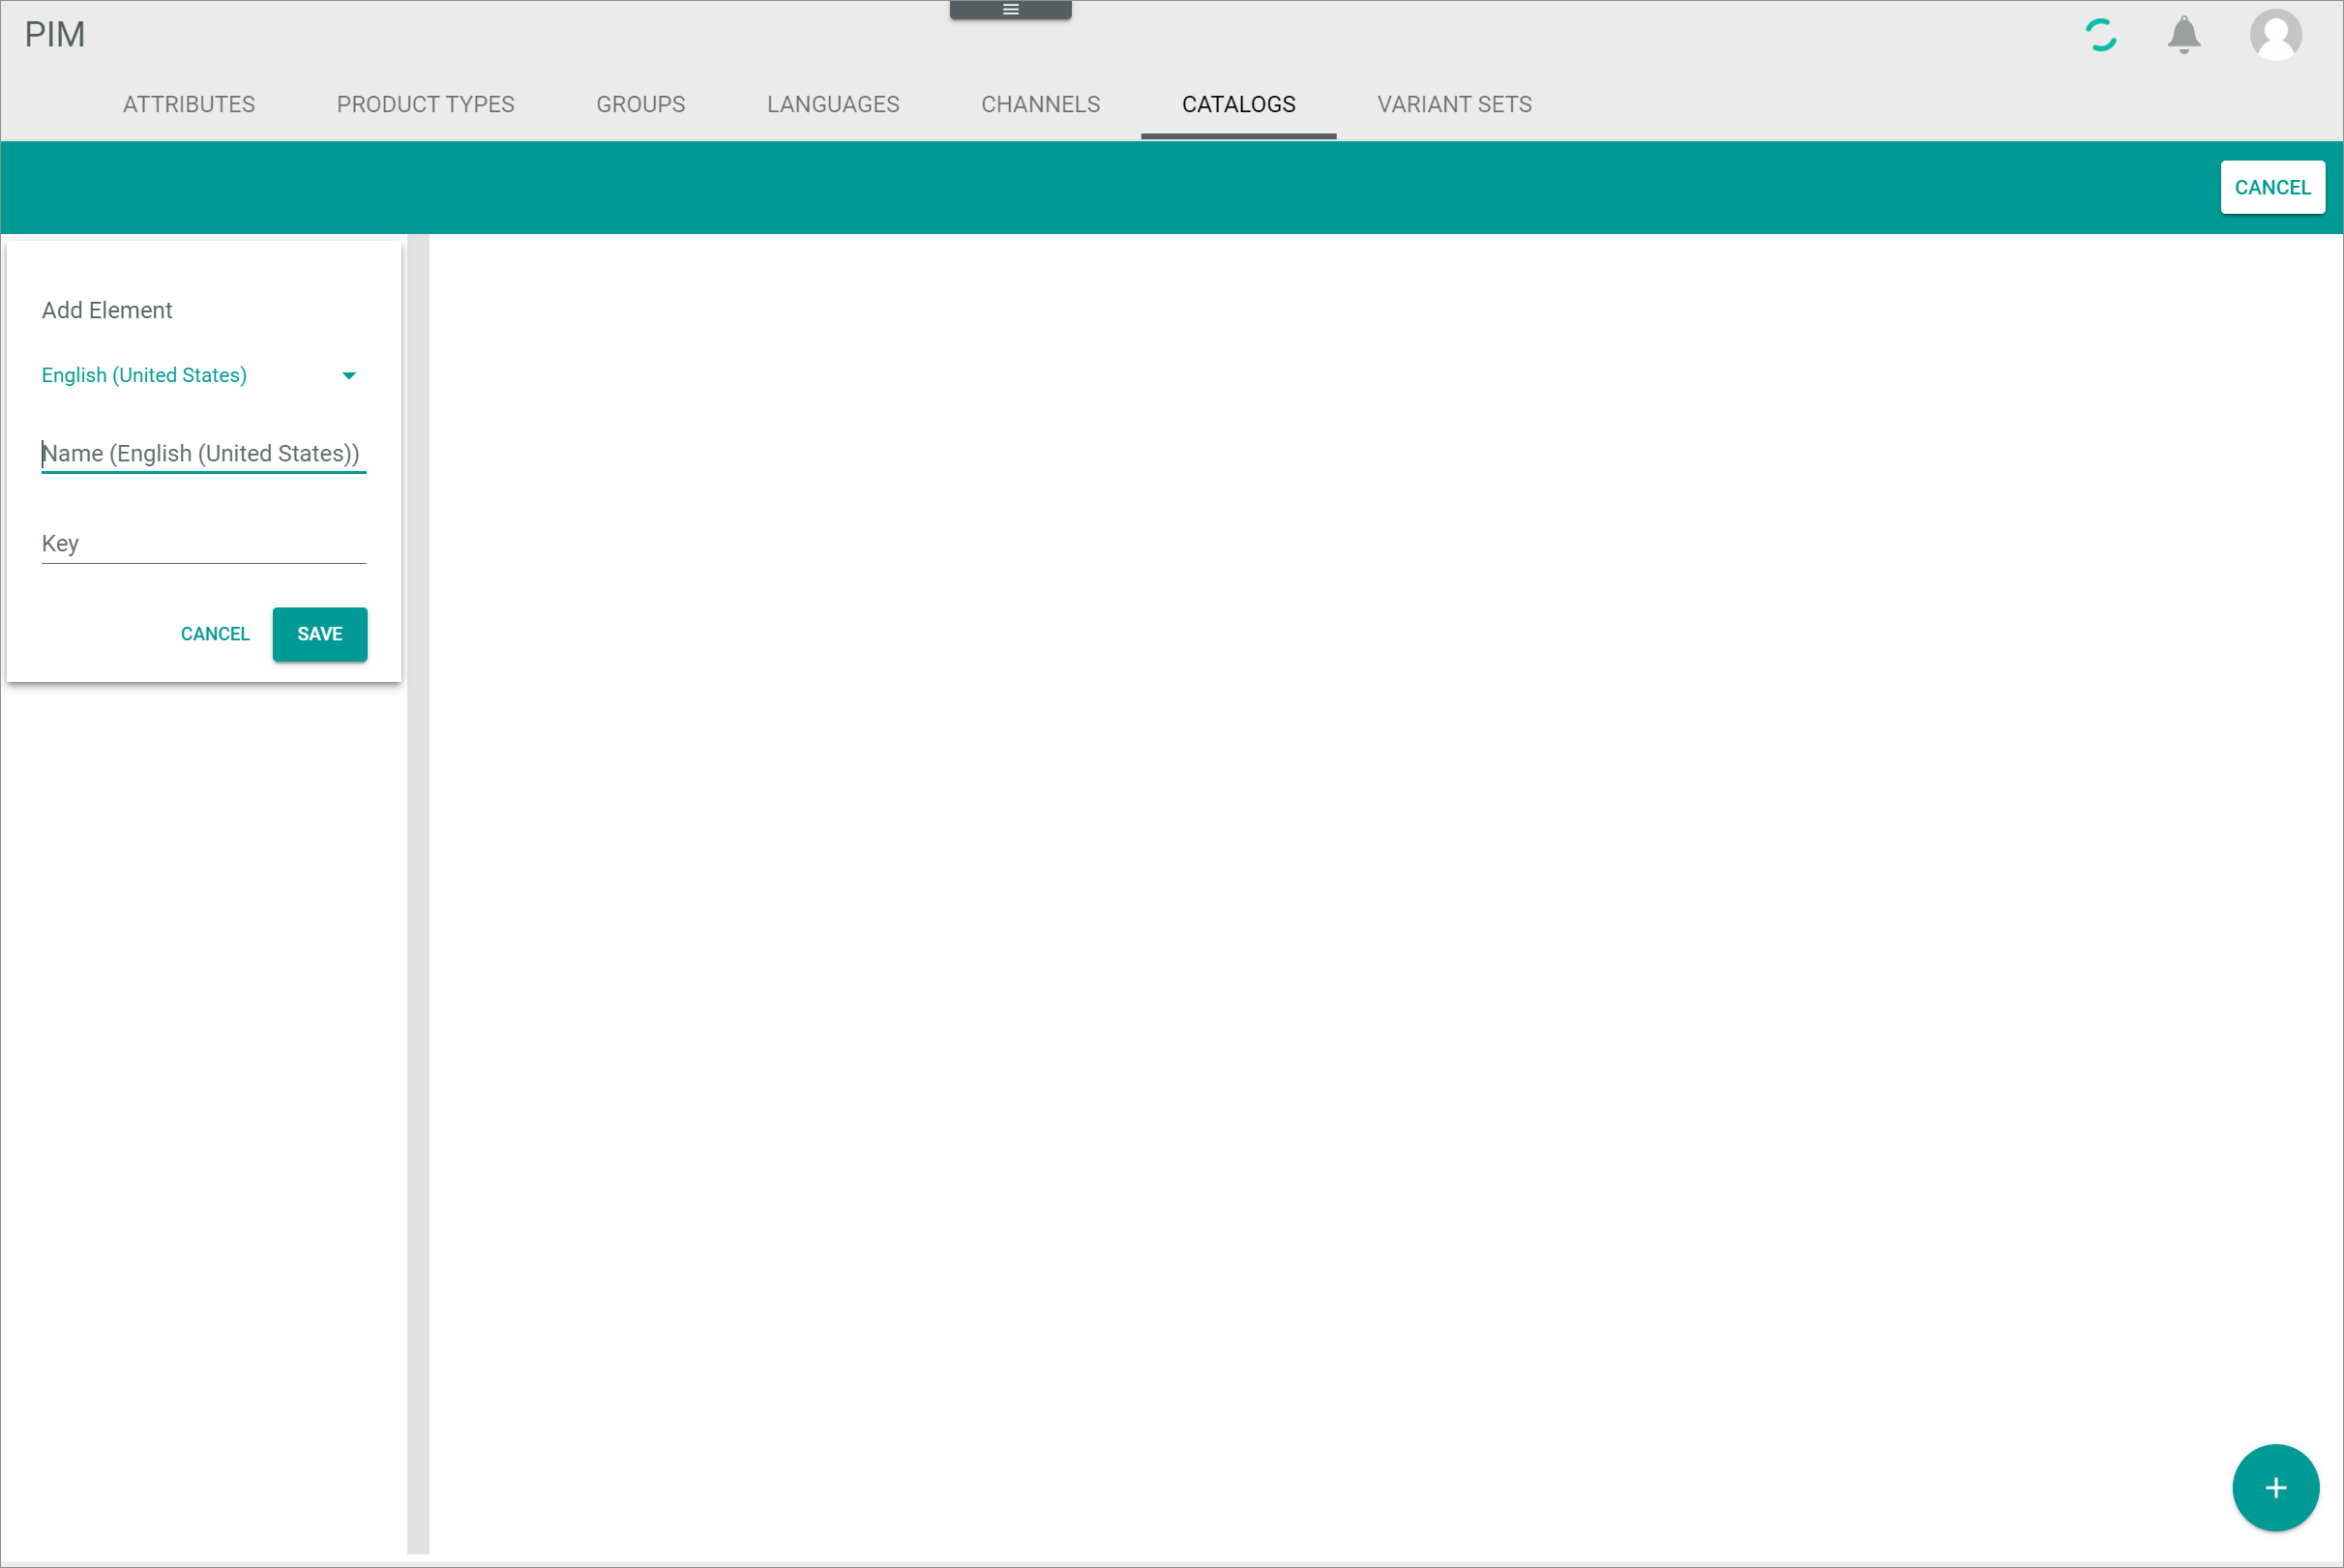 PIM
ATTRIBUTES PRODUCT TYPES GROUPS LANGUAGES CHANNELS CATALOGS VARIANT SETS
CANCEL
Add Element
English (United States)
Name (English (United States))
Key
CANCEL SAVE